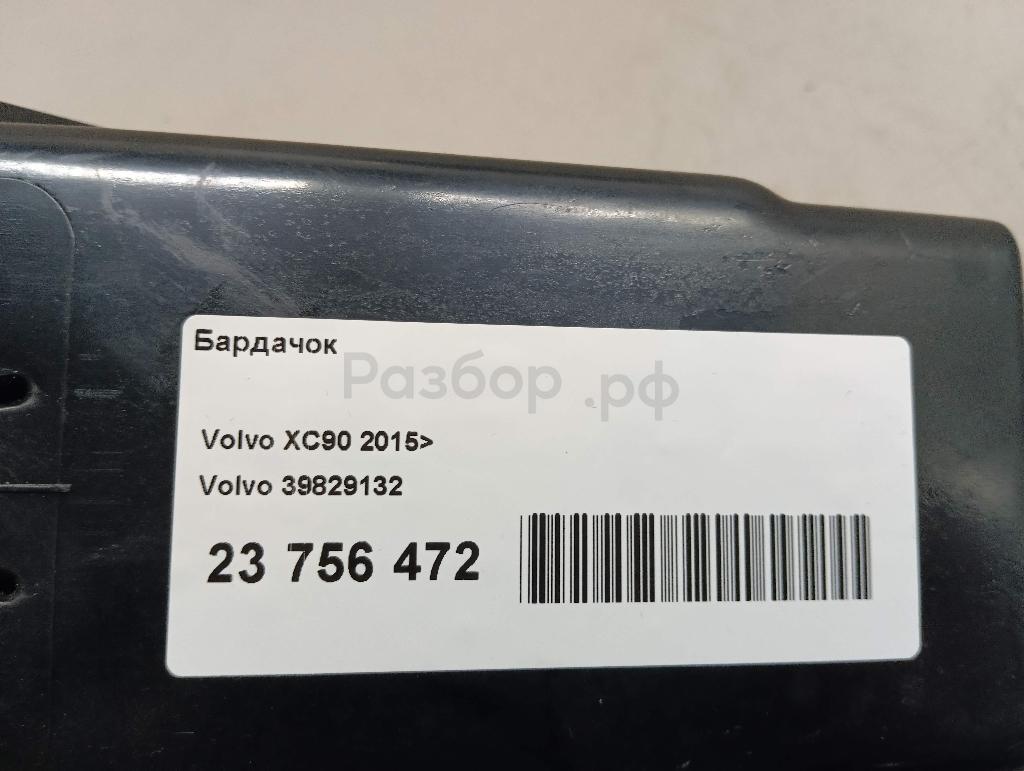 Бардачок
Разбор.рф
Volvo XC90 2015>
Volvo 39829132
23 756 472